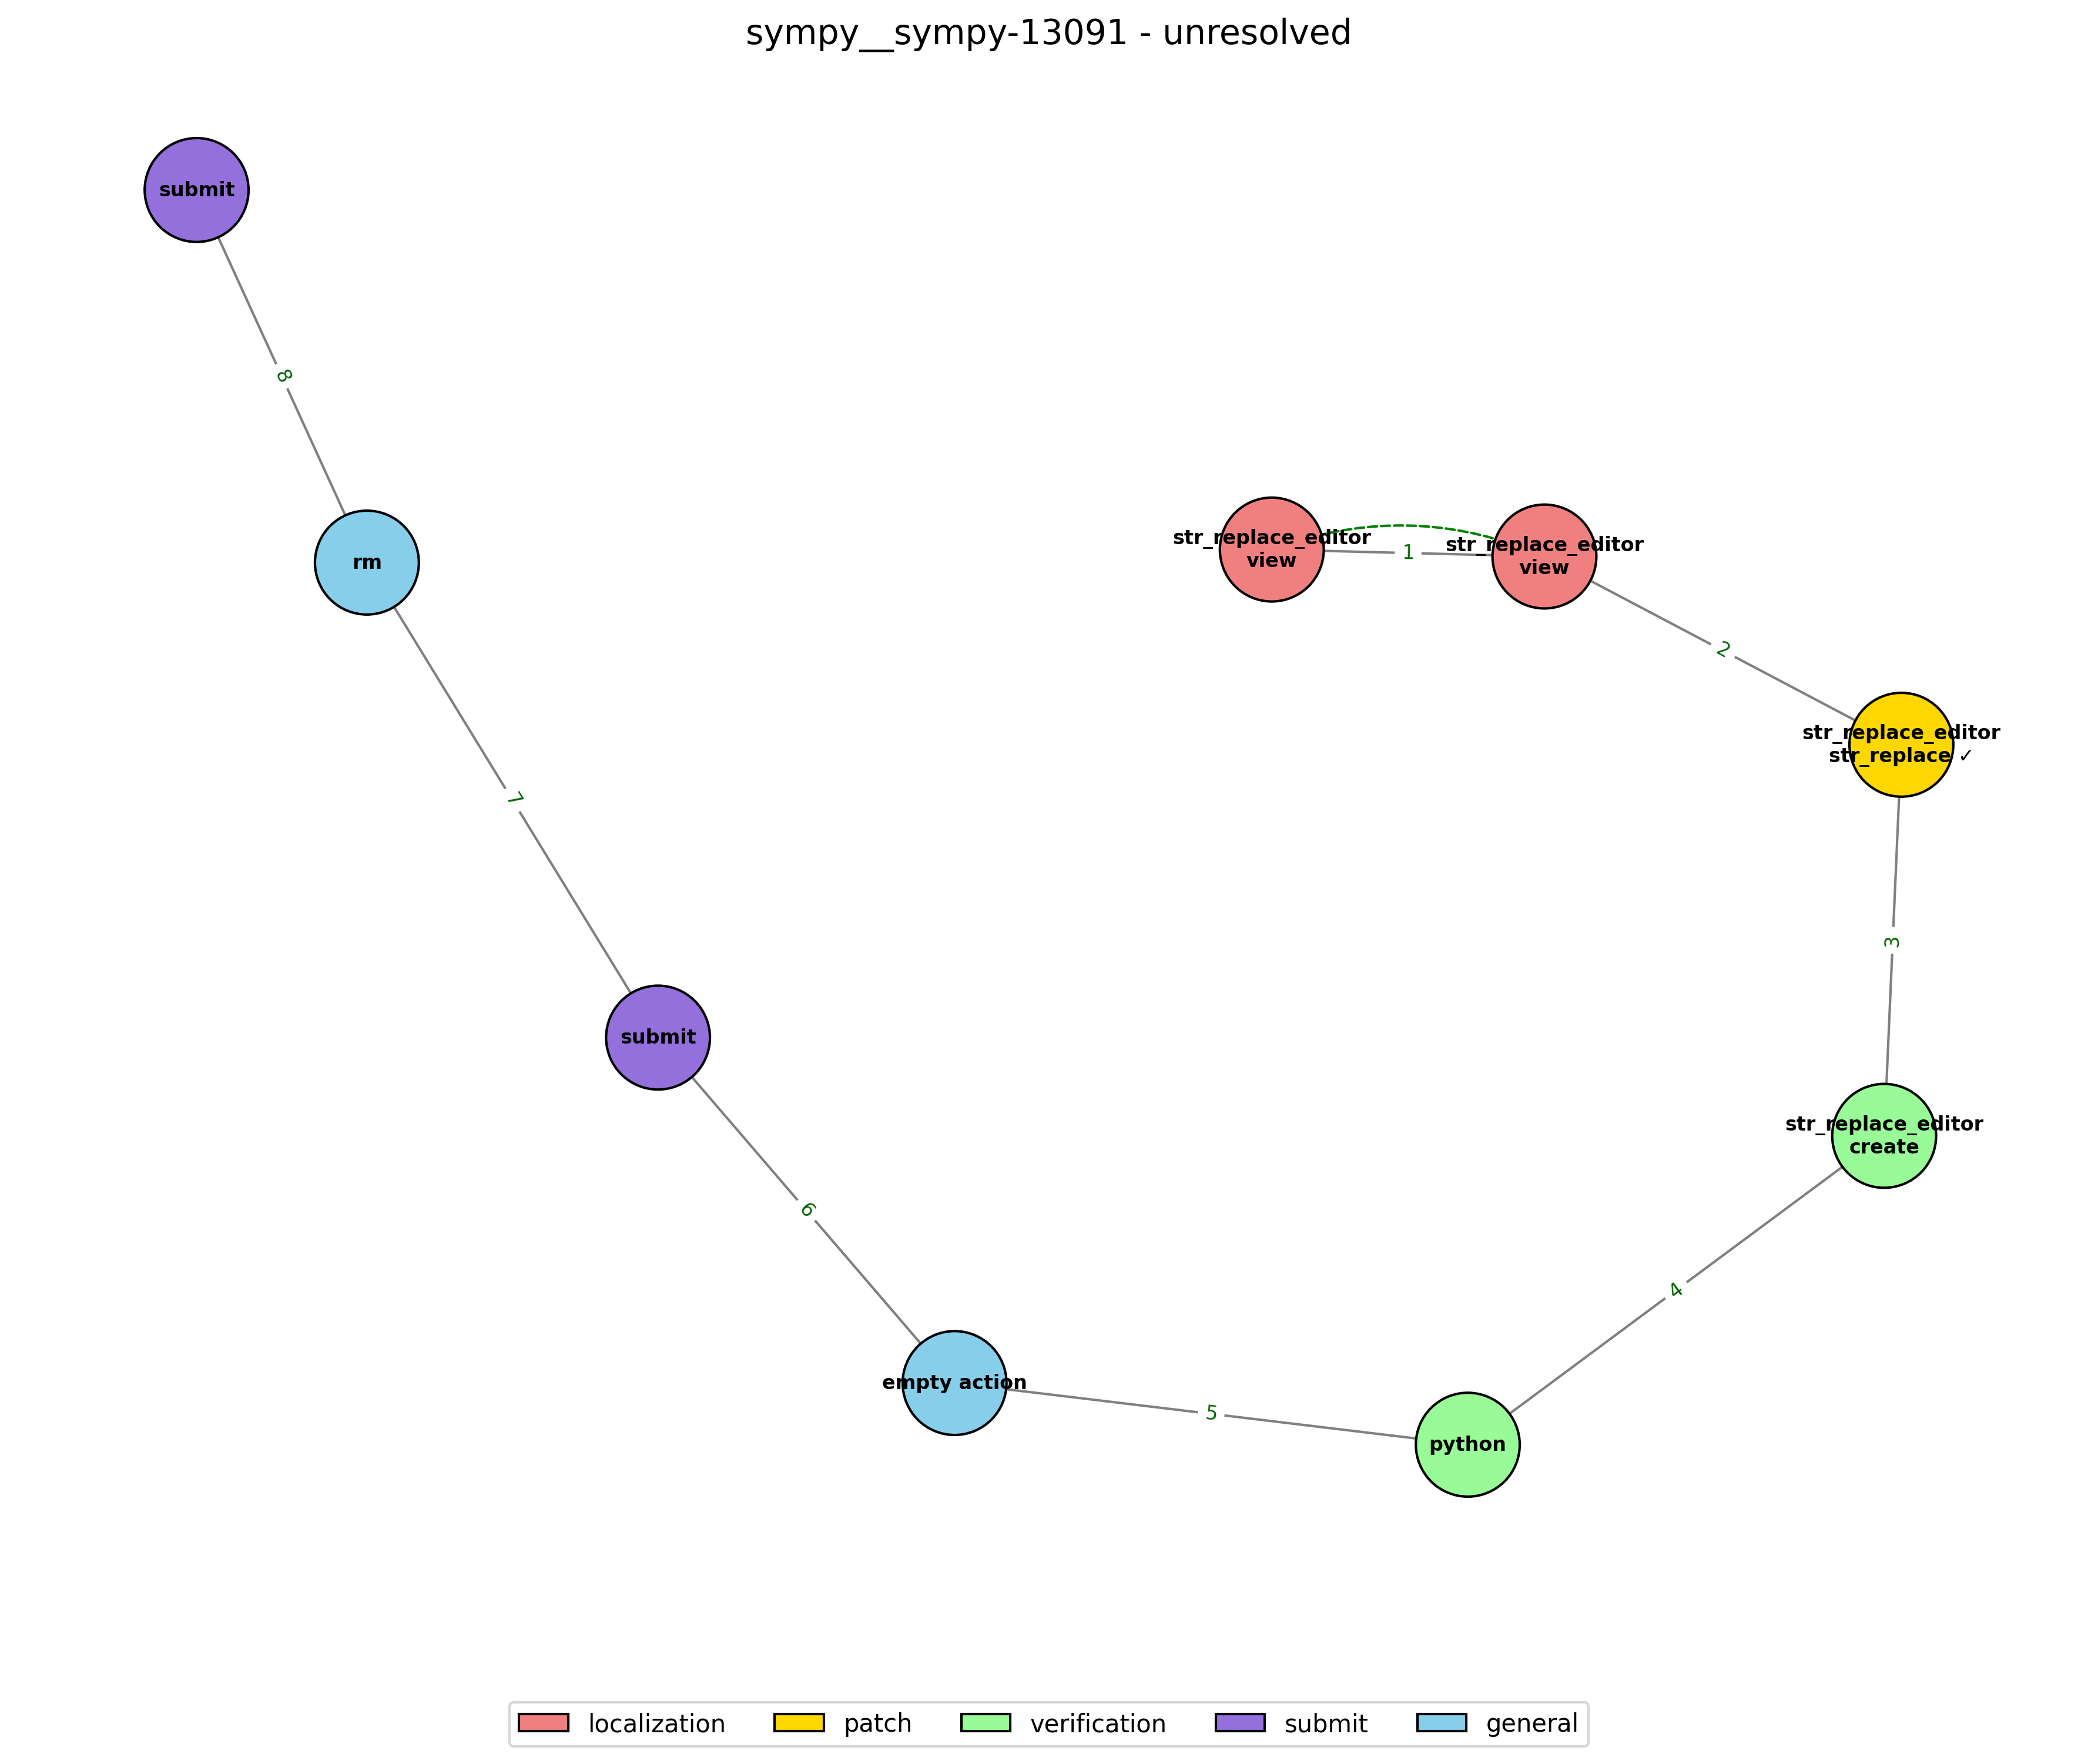 sympy__sympy-13091 - unresolved
submit
8
rm
str_replace_editor
view
1
str_replace_editor
view
2
str_replace_editor
str_replace ✓
7
3
submit
str_replace_editor
create
6
4
empty action
5
python
localization
patch
verification
submit
general